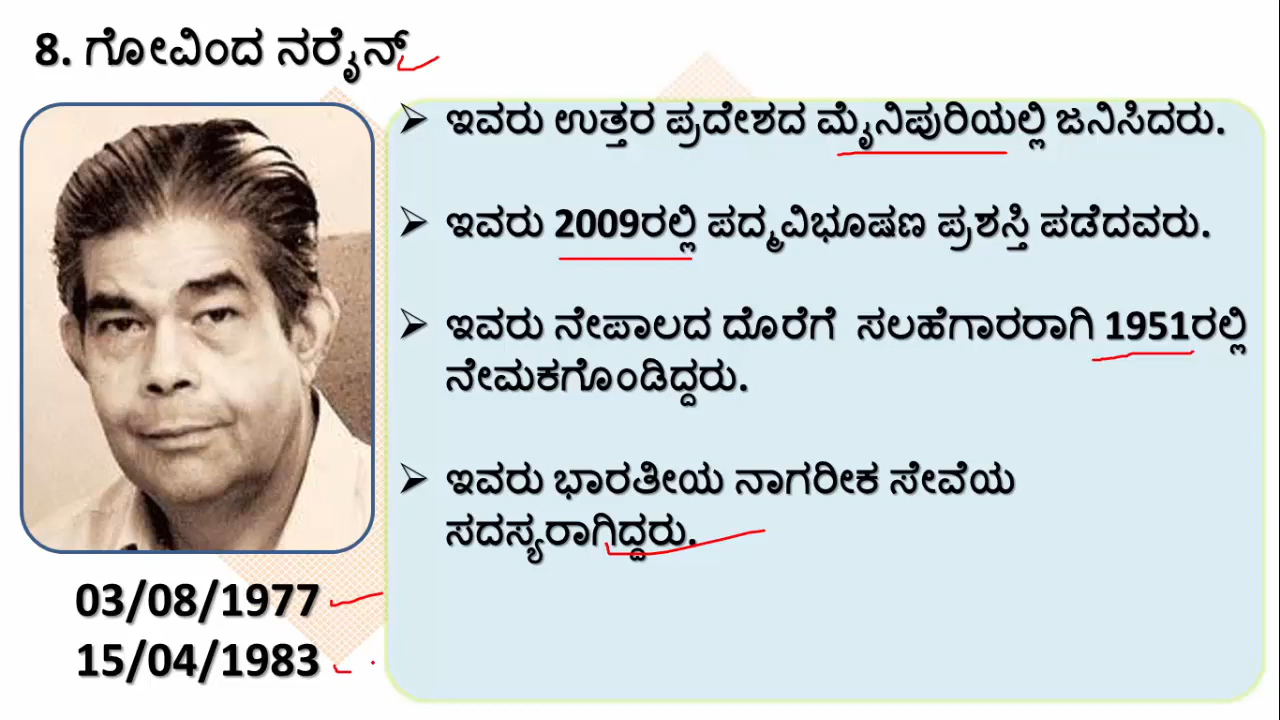 8. ಗೋವಿಂದ ನರೈನ್
ಇವರು ಉತ್ತರ ಪ್ರದೇಶದ ಮೈನಿಪುರಿಯಲ್ಲಿ ಜನಿಸಿದರು.
ಇವರು 2009ರಲ್ಲಿ ಪದ್ಮವಿಭೂಷಣ ಪ್ರಶಸ್ತಿ ಪಡೆದವರು.
ಇವರು ನೇಪಾಲದ ದೊರೆಗೆ ಸಲಹೆಗಾರರಾಗಿ 1951ರಲ್ಲಿ
ನೇಮಕಗೊಂಡಿದ್ದರು.
ಇವರು ಭಾರತೀಯ ನಾಗರೀಕ ಸೇವೆಯ
ಸದಸ್ಯರಾಗಿದ್ದರು.
03/08/1977
15/04/1983